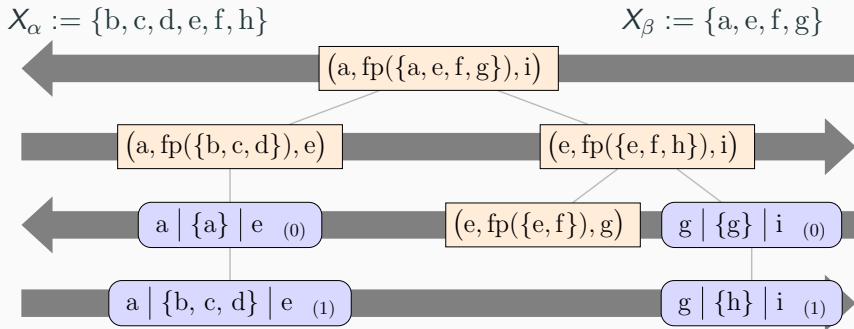 X_α := {b, c, d, e, f, h} X_β := {a, e, f, g}
(a, fp({a, e, f, g}), i)
(a, fp({b, c, d}), e) (e, fp({e, f, h}), i)
a | {a} | e (0) (e, fp({e, f}), g) g | {g} | i (0)
a | {b, c, d} | e (1) g | {h} | i (1)